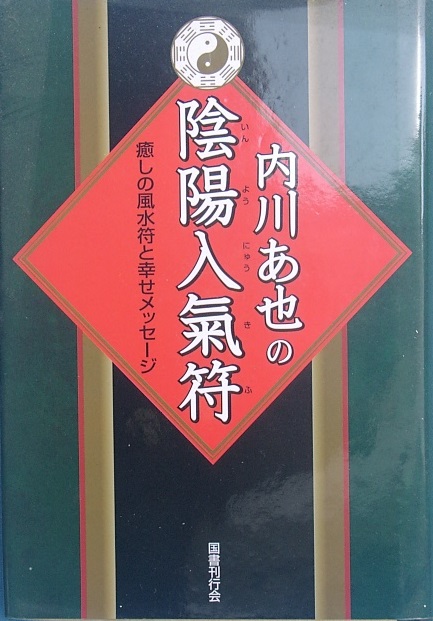 内川あ也の
陰陽入氣符
いん よう にゅう き ふ
癒しの風水符と幸せメッセージ
国書刊行会